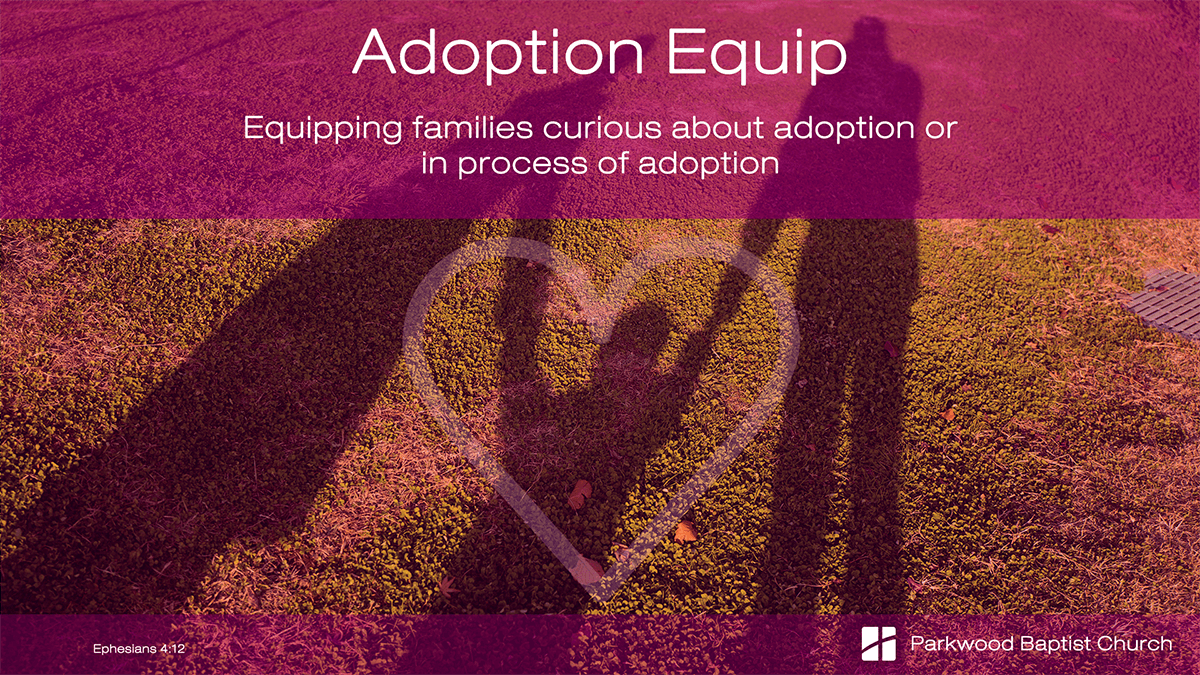 Adoption Equip
Equipping families curious about adoption or
in process of adoption
Ephesians 4:12
Parkwood Baptist Church